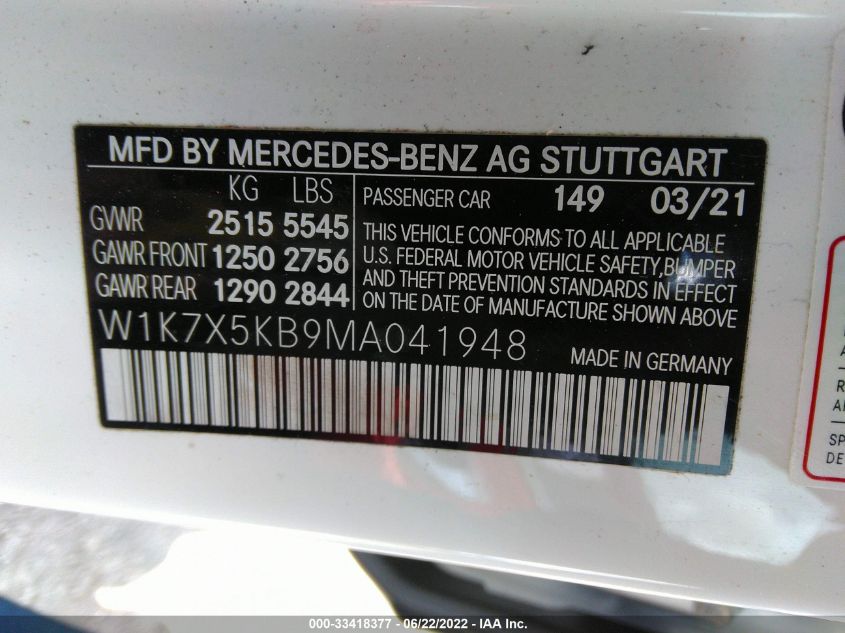 MFD BY MERCEDES-BENZ AG STUTTGART
KG LBS
GVWR 2515 5545
GAWR FRONT 1250 2756
GAWR REAR 1290 2844
PASSENGER CAR 149 03/21
THIS VEHICLE CONFORMS TO ALL APPLICABLE
U.S. FEDERAL MOTOR VEHICLE SAFETY,BUMPER
AND THEFT PREVENTION STANDARDS IN EFFECT
ON THE DATE OF MANUFACTURE SHOWN ABOVE
W1K7X5KB9MA041948
MADE IN GERMANY
000-33418377 - 06/22/2022 - IAA Inc.